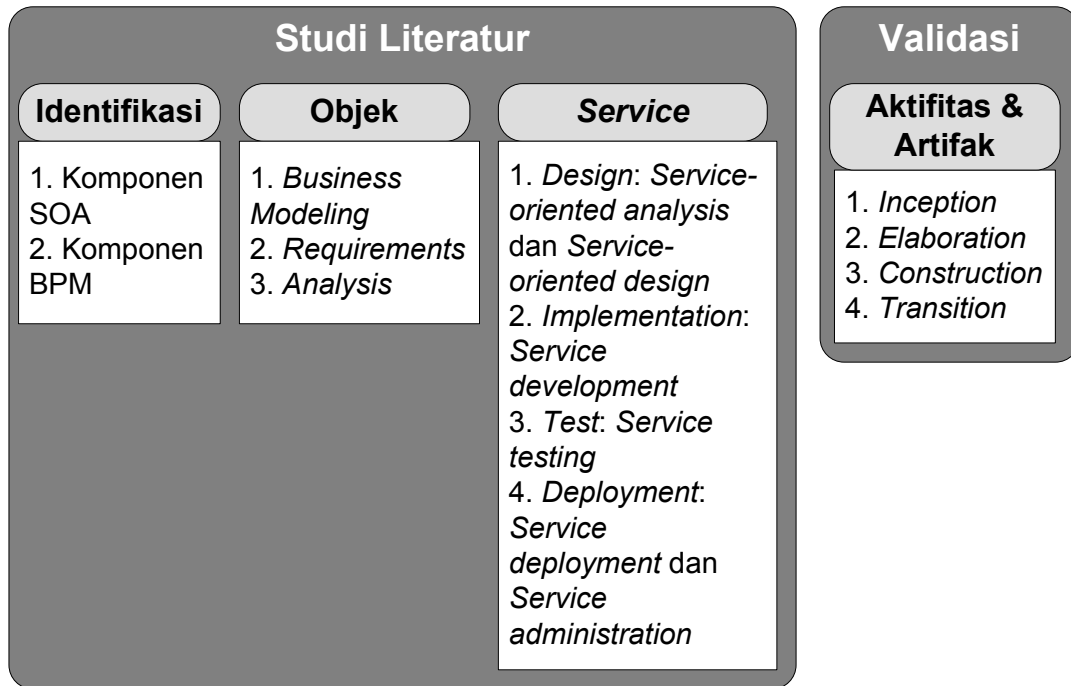 Studi Literatur
Identifikasi
1. Komponen
SOA
2. Komponen
BPM
Objek
1. Business
Modeling
2. Requirements
3. Analysis
Service
1. Design: Service-
oriented analysis
dan Service-
oriented design
2. Implementation:
Service
development
3. Test: Service
testing
4. Deployment:
Service
deployment dan
Service
administration
Validasi
Aktifitas &
Artifak
1. Inception
2. Elaboration
3. Construction
4. Transition